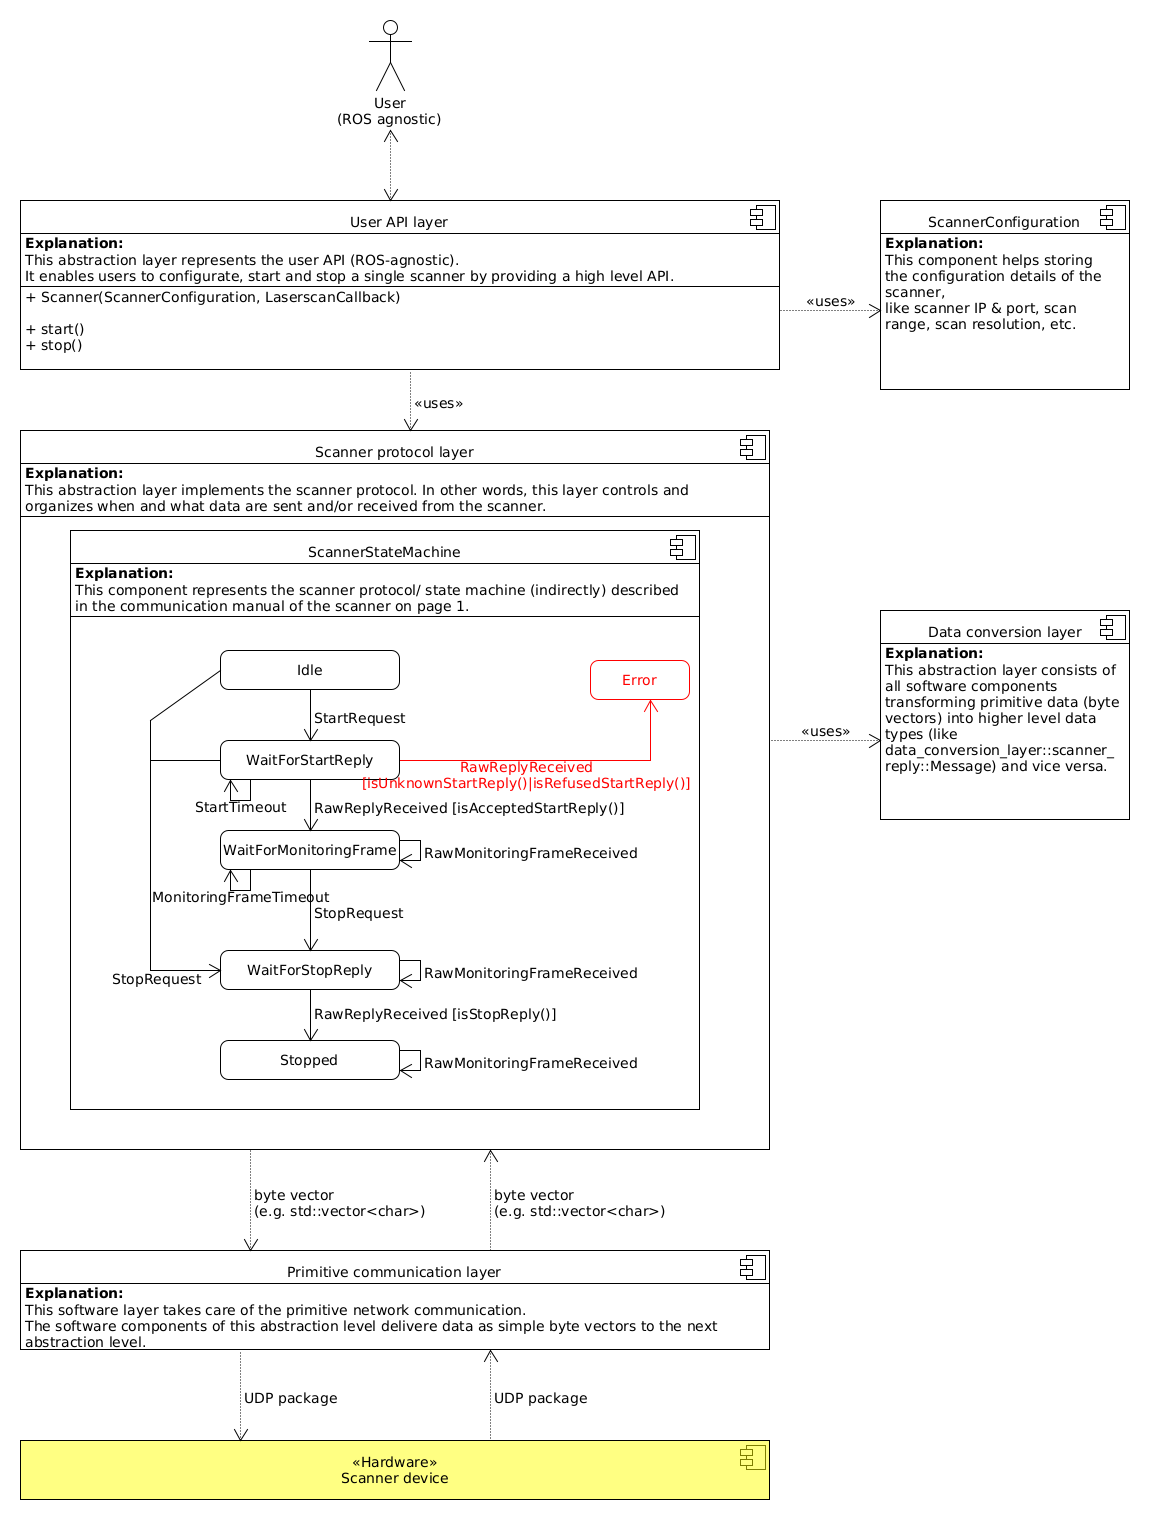 User
(ROS agnostic)
User API layer
Explanation:
This abstraction layer represents the user API (ROS-agnostic).
It enables users to configure, start and stop a single scanner by providing a high level API.
+ Scanner(ScannerConfiguration, LaserscanCallback)
+ start()
+ stop()
«uses»
ScannerConfiguration
Explanation:
This component helps storing
the configuration details of the
scanner,
like scanner IP & port, scan
range, scan resolution, etc.
«uses»
Scanner protocol layer
Explanation:
This abstraction layer implements the scanner protocol. In other words, this layer controls and
organizes when and what data are sent and/or received from the scanner.
ScannerStateMachine
Explanation:
This component represents the scanner protocol/ state machine (indirectly) described
in the communication manual of the scanner on page 1.
Idle
Error
StartRequest
WaitForStartReply
RawReplyReceived
[isUnknownStartReply()|isRefusedStartReply()]
StartTimeout
RawReplyReceived [isAcceptedStartReply()]
WaitForMonitoringFrame
RawMonitoringFrameReceived
MonitoringFrameTimeout
StopRequest
WaitForStopReply
RawMonitoringFrameReceived
StopRequest
RawReplyReceived [isStopReply()]
Stopped
RawMonitoringFrameReceived
«uses»
Data conversion layer
Explanation:
This abstraction layer consists of
all software components
transforming primitive data (byte
vectors) into higher level data
types (like
data_conversion_layer::scanner_
reply::Message) and vice versa.
byte vector
(e.g. std::vector<char>)
byte vector
(e.g. std::vector<char>)
Primitive communication layer
Explanation:
This software layer takes care of the primitive network communication.
The software components of this abstraction level delivere data as simple byte vectors to the next
abstraction level.
UDP package
UDP package
«Hardware»
Scanner device